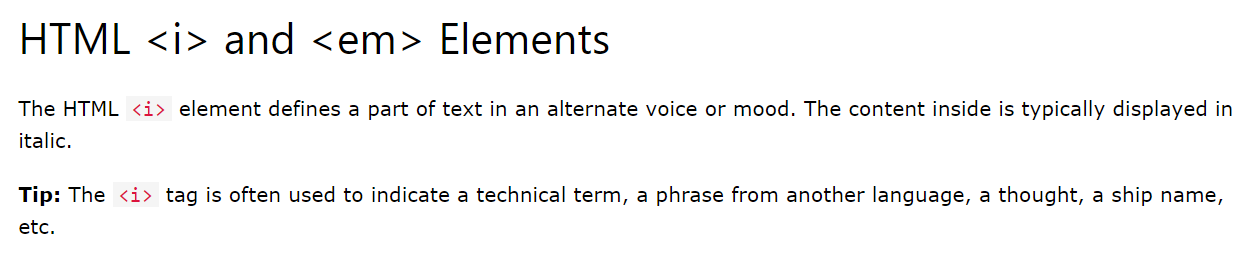 HTML <i> and <em> Elements
The HTML <i> element defines a part of text in an alternate voice or mood. The content inside is typically displayed in
italic.
Tip: The <i> tag is often used to indicate a technical term, a phrase from another language, a thought, a ship name,
etc.